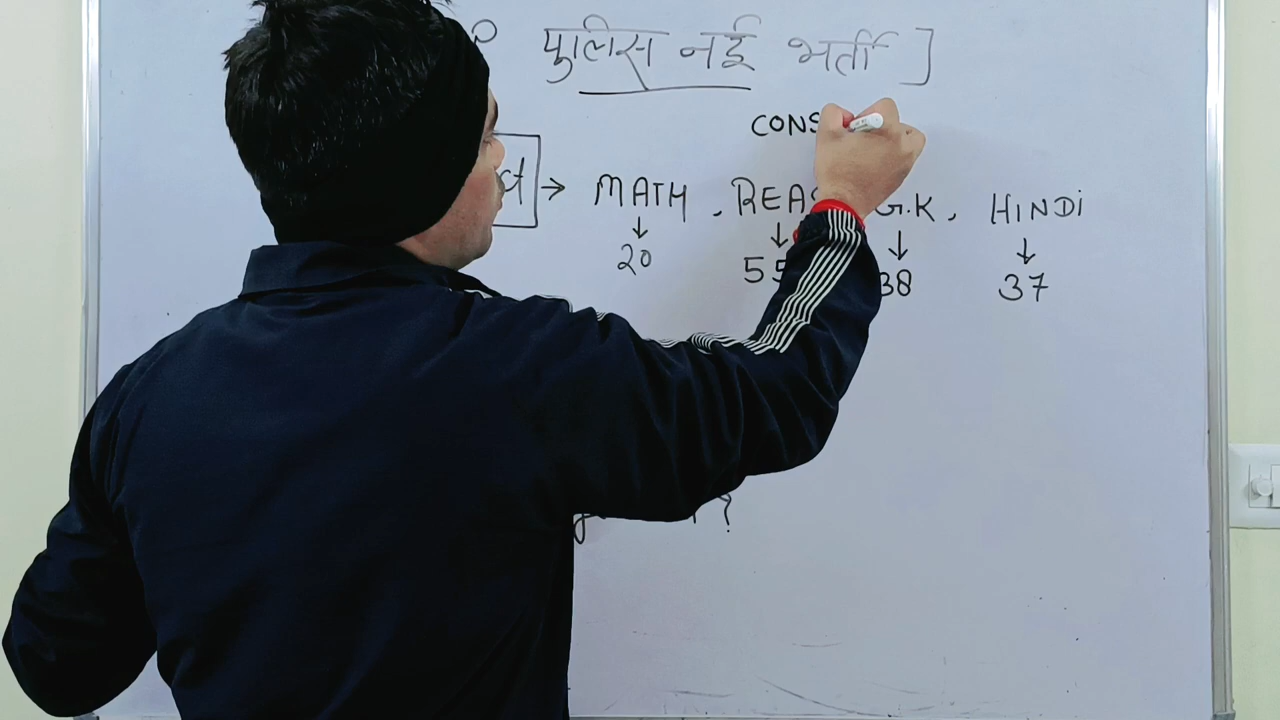 पुलिस नई भर्ती ]
CONS
→ MATH , REAS G.K , HINDI
↓ ↓ ↓ ↓
20 55 38 37
?